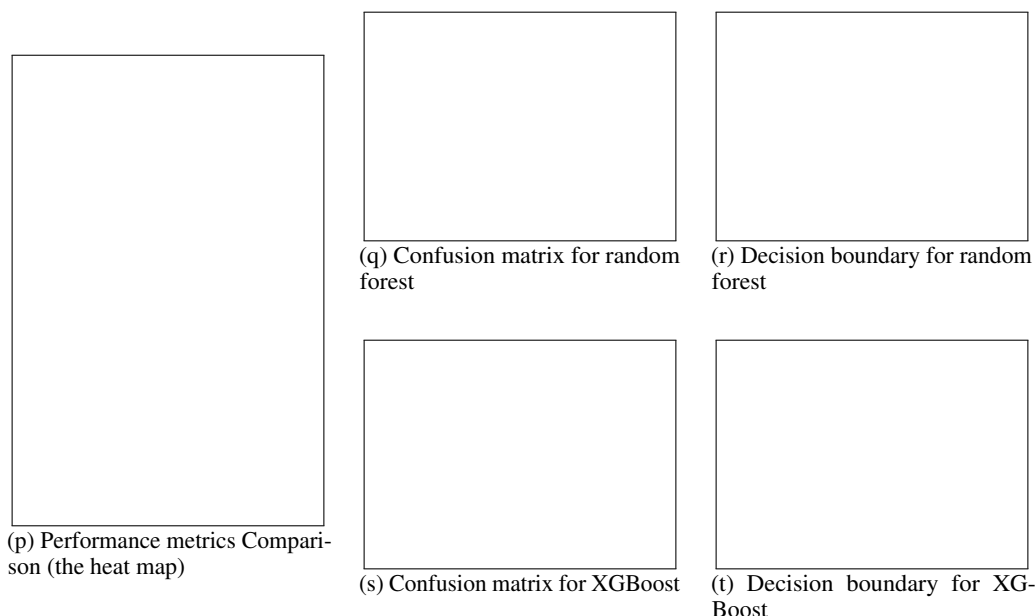 (p) Performance metrics Compari-
son (the heat map)
(q) Confusion matrix for random
forest
(r) Decision boundary for random
forest
(s) Confusion matrix for XGBoost
(t) Decision boundary for XG-
Boost